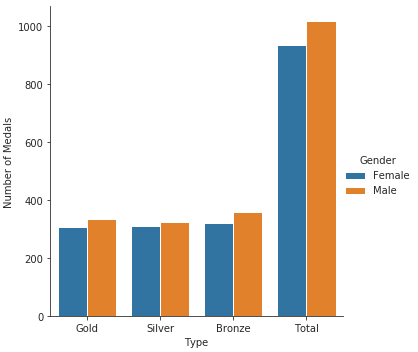 1000
800
600
400
200
0
Number of Medals
Gold Silver Bronze Total
Type
Gender
Female
Male